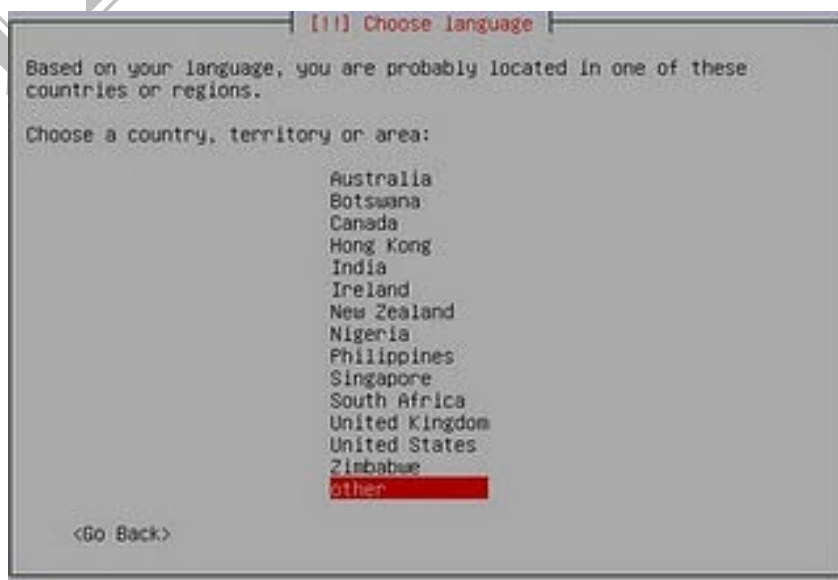 [!!] Choose language
Based on your language, you are probably located in one of these
countries or regions.
Choose a country, territory or area:
Australia
Botswana
Canada
Hong Kong
India
Ireland
New Zealand
Nigeria
Philippines
Singapore
South Africa
United Kingdom
United States
Zimbabwe
other
<Go Back>